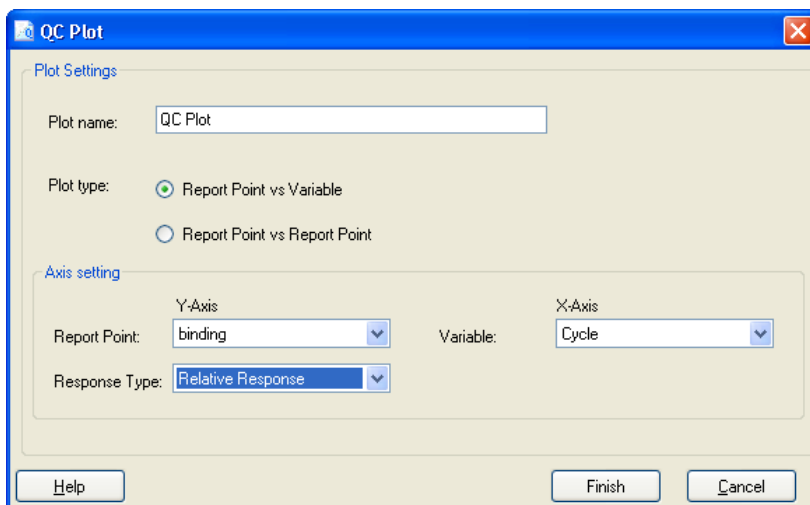 QC Plot
Plot Settings
Plot name: QC Plot
Plot type: Report Point vs Variable
Report Point vs Report Point
Axis setting
Y-Axis X-Axis
Report Point: binding Variable: Cycle
Response Type: Relative Response
Help Finish Cancel